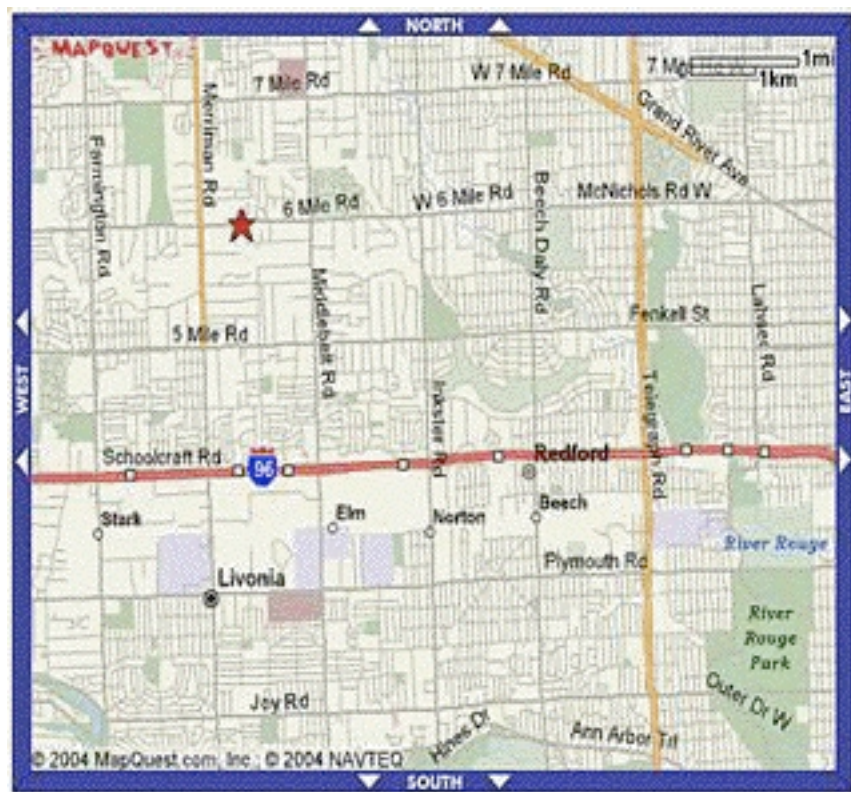 NORTH
MAPQUEST
W 7 Mile Rd
1mi
1km
7 Mile Rd
Merriman Rd
Grand River Ave
Farmington Rd
6 Mile Rd
W 6 Mile Rd
Beech Daly Rd
McNichols Rd W
Middlebelt Rd
Fenkell St
Lahser Rd
5 Mile Rd
WEST
EAST
Inkster Rd
Telegraph Rd
Schoolcraft Rd
96
Redford
Stark
Elm
Norton
Beech
River Rouge
Plymouth Rd
Livonia
River
Rouge
Park
Joy Rd
Outer Dr W
Hines Dr
Ann Arbor Trl
© 2004 MapQuest.com, Inc.; © 2004 NAVTEQ
SOUTH